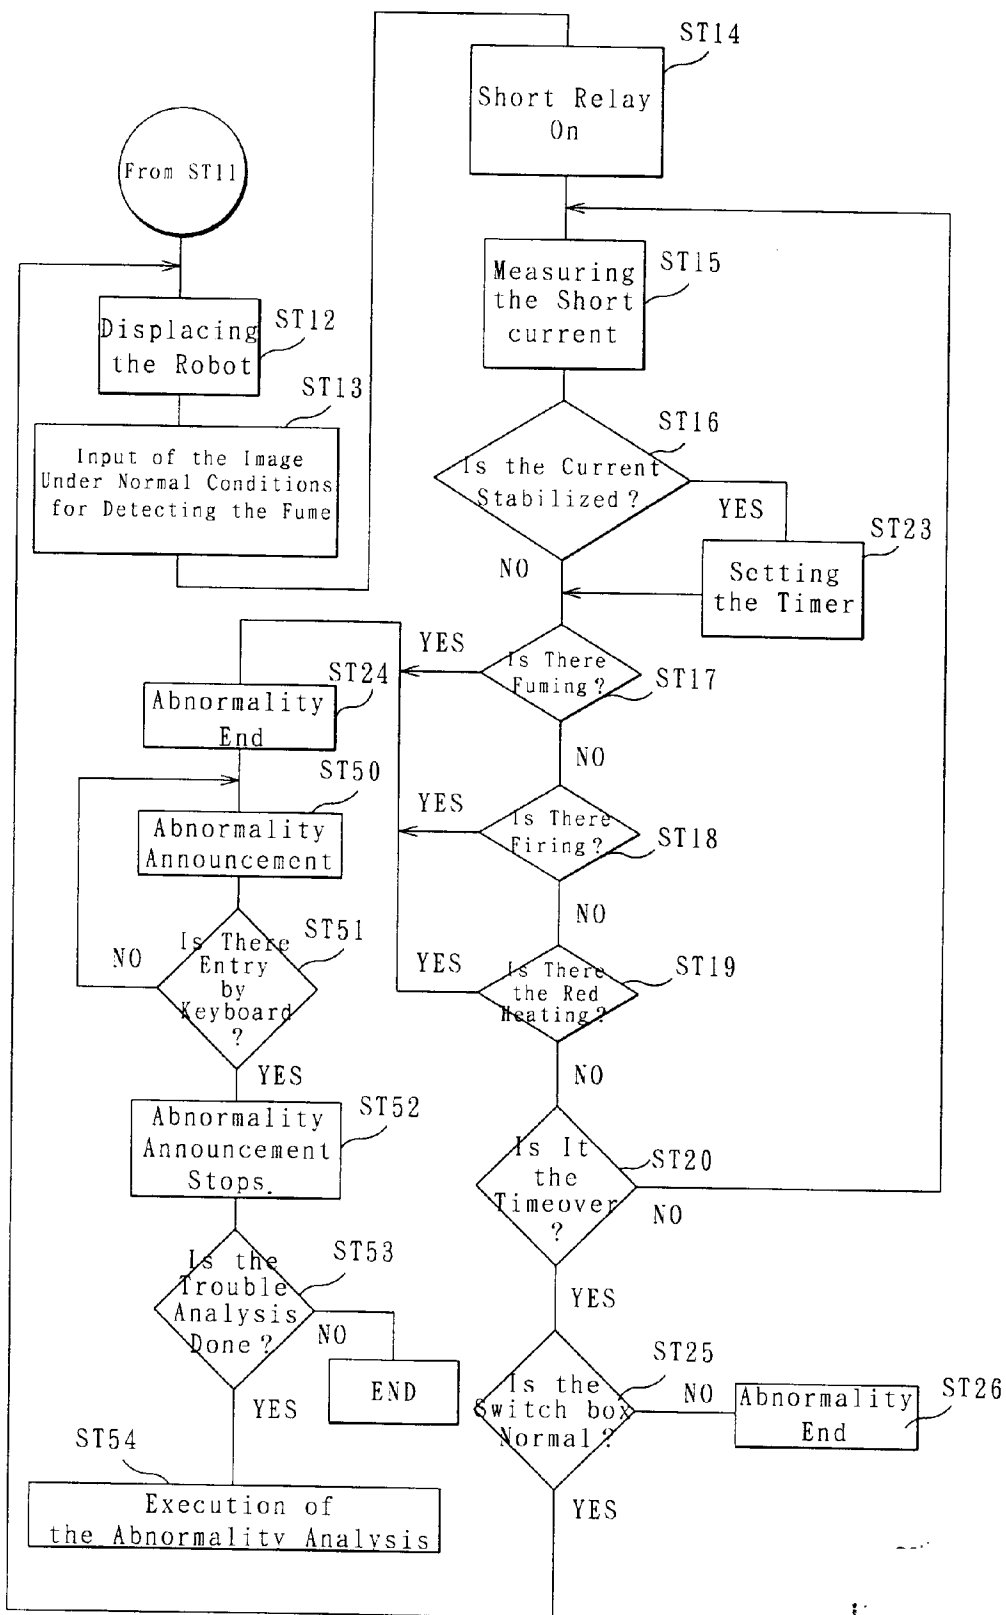 From ST11
ST12
Displacing
the Robot
ST13
Input of the Image
Under Normal Conditions
for Detecting the Fume
ST14
Short Relay
On
ST15
Measuring
the Short
current
ST16
Is the Current
Stabilized?
YES
NO
ST23
Setting
the Timer
ST17
Is There
Fuming?
YES
NO
ST18
Is There
Firing?
YES
NO
ST19
Is There
the Red
Heating?
YES
NO
ST20
Is It
the
Timeover
?
NO
YES
ST25
Is the
Switch box
Normal?
NO
YES
ST26
Abnormality
End
ST24
Abnormality
End
ST50
Abnormality
Announcement
ST51
Is There
Entry
by
Keyboard
?
NO
YES
ST52
Abnormality
Announcement
Stops.
ST53
Is the
Trouble
Analysis
Done?
NO
YES
END
ST54
Execution of
the Abnormality Analysis